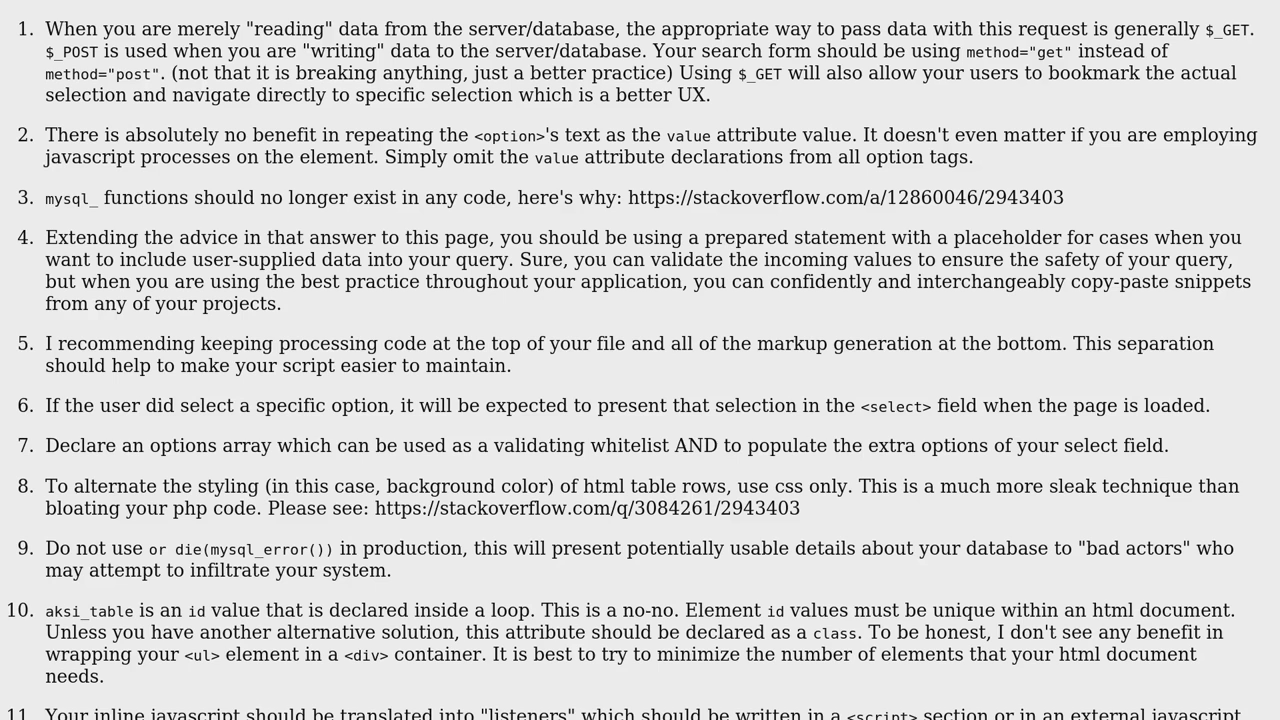 1. When you are merely "reading" data from the server/database, the appropriate way to pass data with this request is generally $_GET.
$_POST is used when you are "writing" data to the server/database. Your search form should be using method="get" instead of
method="post". (not that it is breaking anything, just a better practice) Using $_GET will also allow your users to bookmark the actual
selection and navigate directly to specific selection which is a better UX.
2. There is absolutely no benefit in repeating the <option>'s text as the value attribute value. It doesn't even matter if you are employing
javascript processes on the element. Simply omit the value attribute declarations from all option tags.
3. mysql_ functions should no longer exist in any code, here's why: https://stackoverflow.com/a/12860046/2943403
4. Extending the advice in that answer to this page, you should be using a prepared statement with a placeholder for cases when you
want to include user-supplied data into your query. Sure, you can validate the incoming values to ensure the safety of your query,
but when you are using the best practice throughout your application, you can confidently and interchangeably copy-paste snippets
from any of your projects.
5. I recommending keeping processing code at the top of your file and all of the markup generation at the bottom. This separation
should help to make your script easier to maintain.
6. If the user did select a specific option, it will be expected to present that selection in the <select> field when the page is loaded.
7. Declare an options array which can be used as a validating whitelist AND to populate the extra options of your select field.
8. To alternate the styling (in this case, background color) of html table rows, use css only. This is a much more sleak technique than
bloating your php code. Please see: https://stackoverflow.com/q/3084261/2943403
9. Do not use or die(mysql_error()) in production, this will present potentially usable details about your database to "bad actors" who
may attempt to infiltrate your system.
10. aksi_table is an id value that is declared inside a loop. This is a no-no. Element id values must be unique within an html document.
Unless you have another alternative solution, this attribute should be declared as a class. To be honest, I don't see any benefit in
wrapping your <ul> element in a <div> container. It is best to try to minimize the number of elements that your html document
needs.
11. Your inline javascript should be translated into "listeners" which should be written in a <script> section or in an external javascript